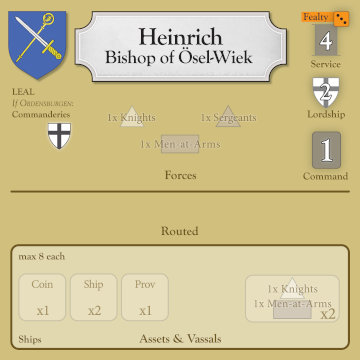 Heinrich
Bishop of Ösel-Wiek
Fealty
4
Service
2
Lordship
1
Command
LEAL
If Ordensburgen:
Commanderies
1x Knights
1x Sergeants
1x Men-at-Arms
Forces
Routed
max 8 each
Coin
x1
Ship
x2
Prov
x1
1x Knights
1x Men-at-Arms
x2
Ships
Assets & Vassals